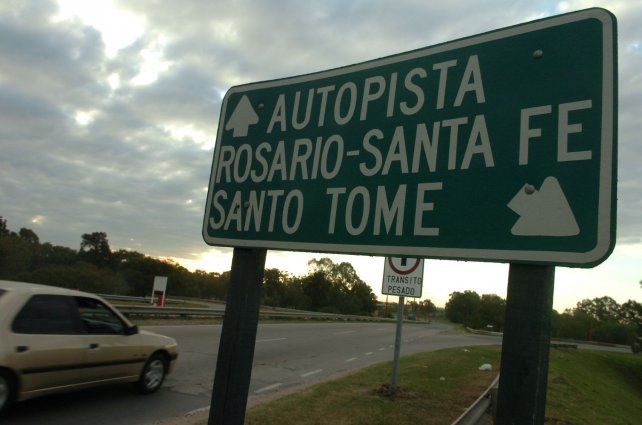 AUTOPISTA
ROSARIO-SANTA FE
SANTO TOME
TRANSITO
PESADO